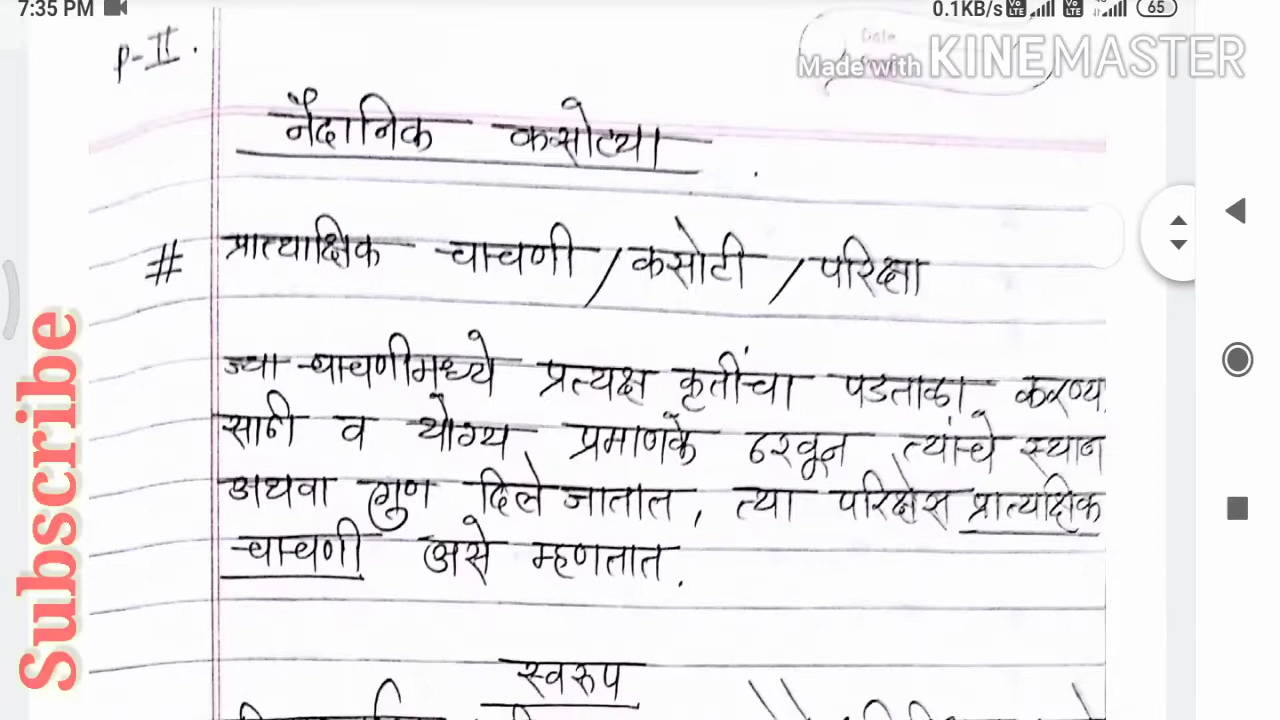 7:35 PM
0.1KB/s
65
p-II.
Date
Made with KINEMASTER
नैदानिक कसोट्या
# प्रात्याक्षिक चाचणी / कसोटी / परिक्षा
ज्या चाचणीमध्ये प्रत्यक्ष कृतींचा पडताळा करण्य
साठी व योग्य प्रमाणके ठरवून त्यांचे स्थान
अथवा गुण दिले जातात, त्या परिक्षेस प्रात्यक्षिक
चाचणी असे म्हणतात.
स्वरुप
Subscribe